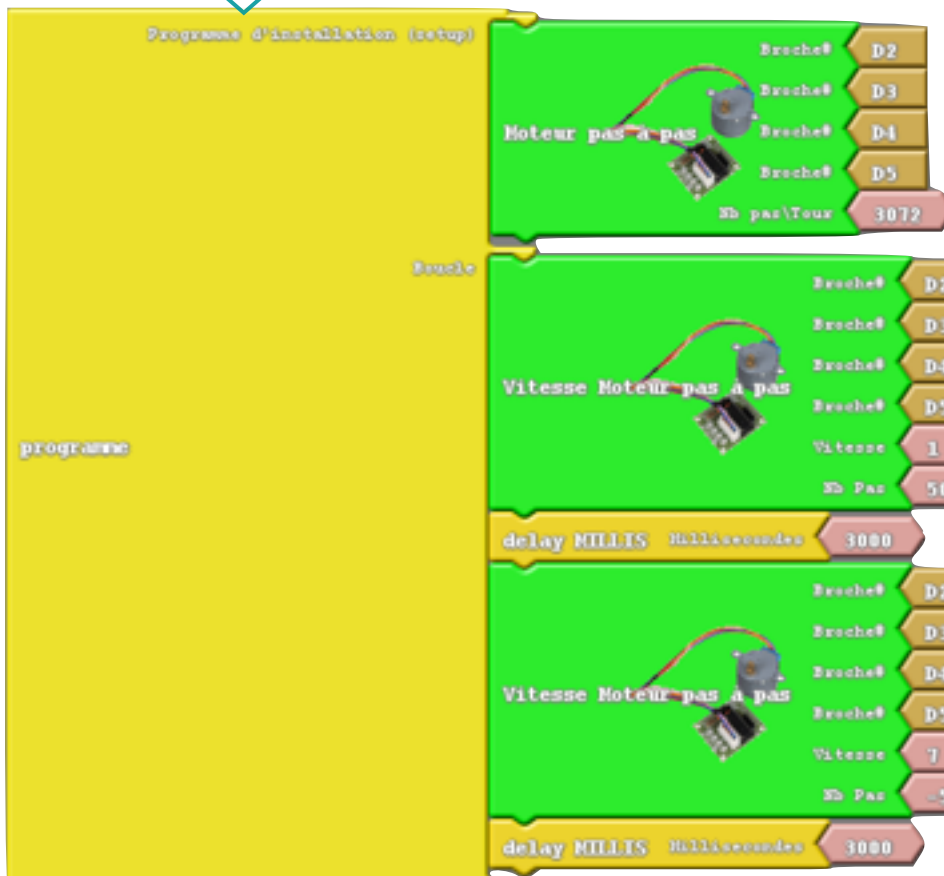 Programme d'installation (setup)
Broche# D2
Broche# D3
Moteur pas à pas Broche# D4
Broche# D5
Nb pas\Tour 3072
Boucle
Broche#
Broche#
Broche#
Vitesse Moteur pas à pas
Broche#
programme
Vitesse 1
Nb Pas
delay MILLIS Millisecondes 3000
Broche#
Broche#
Broche#
Vitesse Moteur pas à pas
Broche#
Vitesse
Nb Pas
delay MILLIS Millisecondes 3000